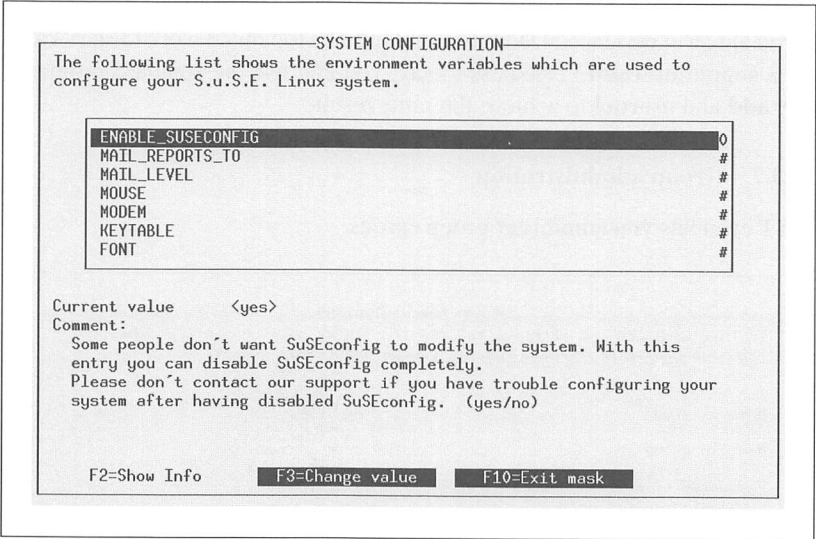 SYSTEM CONFIGURATION
The following list shows the environment variables which are used to
configure your S.u.S.E. Linux system.
ENABLE_SUSECONFIG 0
MAIL_REPORTS_TO #
MAIL_LEVEL #
MOUSE #
MODEM #
KEYTABLE #
FONT #
Current value <yes>
Comment:
Some people don´t want SuSEconfig to modify the system. With this
entry you can disable SuSEconfig completely.
Please don´t contact our support if you have trouble configuring your
system after having disabled SuSEconfig. (yes/no)
F2=Show Info F3=Change value F10=Exit mask